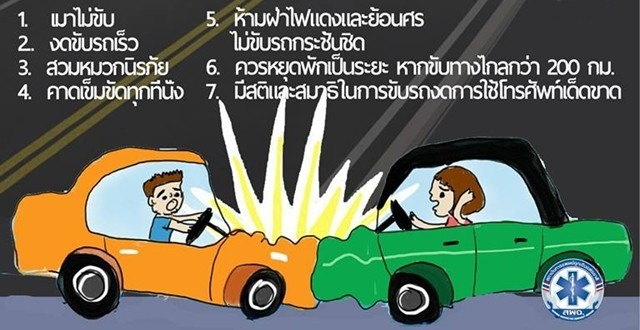 1. เมาไม่ขับ
2. งดขับรถเร็ว
3. สวมหมวกนิรภัย
4. คาดเข็มขัดทุกที่นั่ง
5. ห้ามฝ่าไฟแดงและย้อนศร
ไม่ขับรถกระชั้นชิด
6. ควรหยุดพักเป็นระยะ หากขับทางไกลกว่า 200 กม.
7. มีสติและสมาธิในการขับรถงดการใช้โทรศัพท์เด็ดขาด
สพฉ.